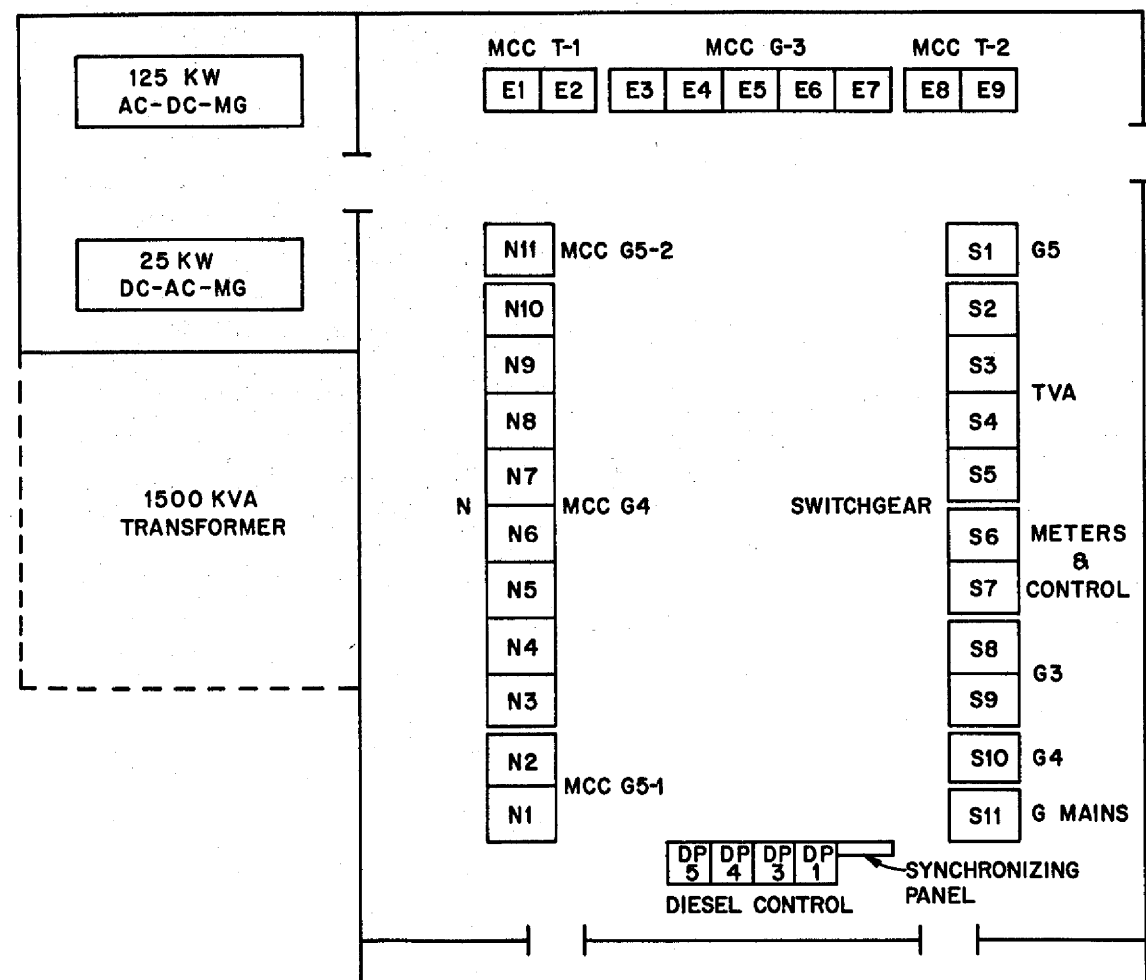 125 KW
AC-DC-MG
MCC T-1
MCC G-3
MCC T-2
E1 E2 E3 E4 E5 E6 E7 E8 E9
25 KW
DC-AC-MG
1500 KVA
TRANSFORMER
N11 MCC G5-2
N10
N9
N8
N7
N MCC G4
N6
N5
N4
N3
N2
MCC G5-1
N1
SWITCHGEAR
S1 G5
S2
S3
TVA
S4
S5
S6 METERS
&
S7 CONTROL
S8
G3
S9
S10 G4
S11 G MAINS
DP DP DP DP
5 4 3 1
SYNCHRONIZING
PANEL
DIESEL CONTROL